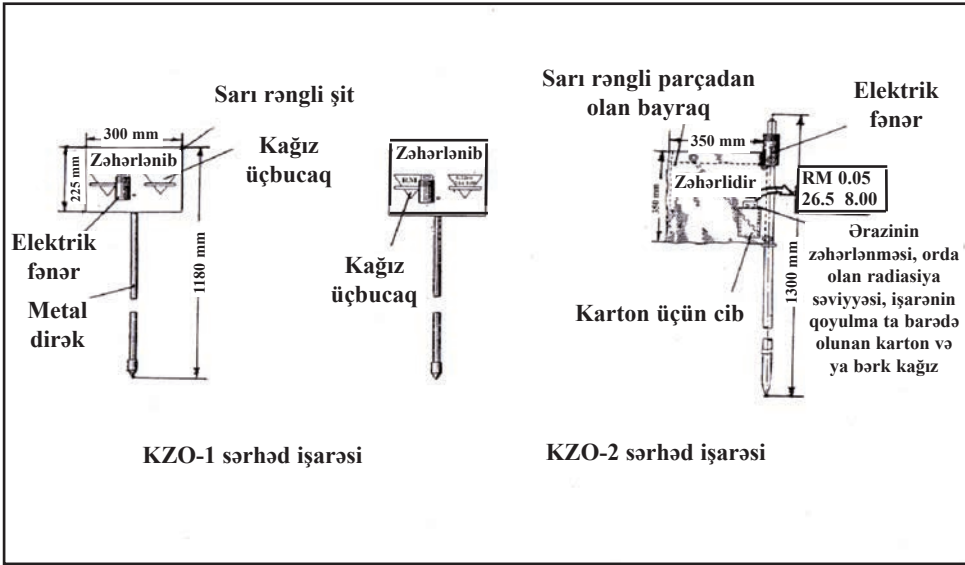 Sarı rəngli şit
300 mm
Kağız
üçbucaq
Zəhərlənib
225 mm
Elektrik
fənər
1180 mm
Metal
dirək
Zəhərlənib
Kağız
üçbucaq
KZO-1 sərhəd işarəsi
Sarı rəngli parçadan
olan bayraq
Elektrik
fənər
350 mm
Zəhərlidir
350 mm
RM 0.05
26.5 8.00
Ərazinin
zəhərlənməsi, orda
olan radiasiya
səviyyəsi, işarənin
qoyulma ta barədə
olunan karton və
ya bərk kağız
1300 mm
Karton üçün cib
KZO-2 sərhəd işarəsi